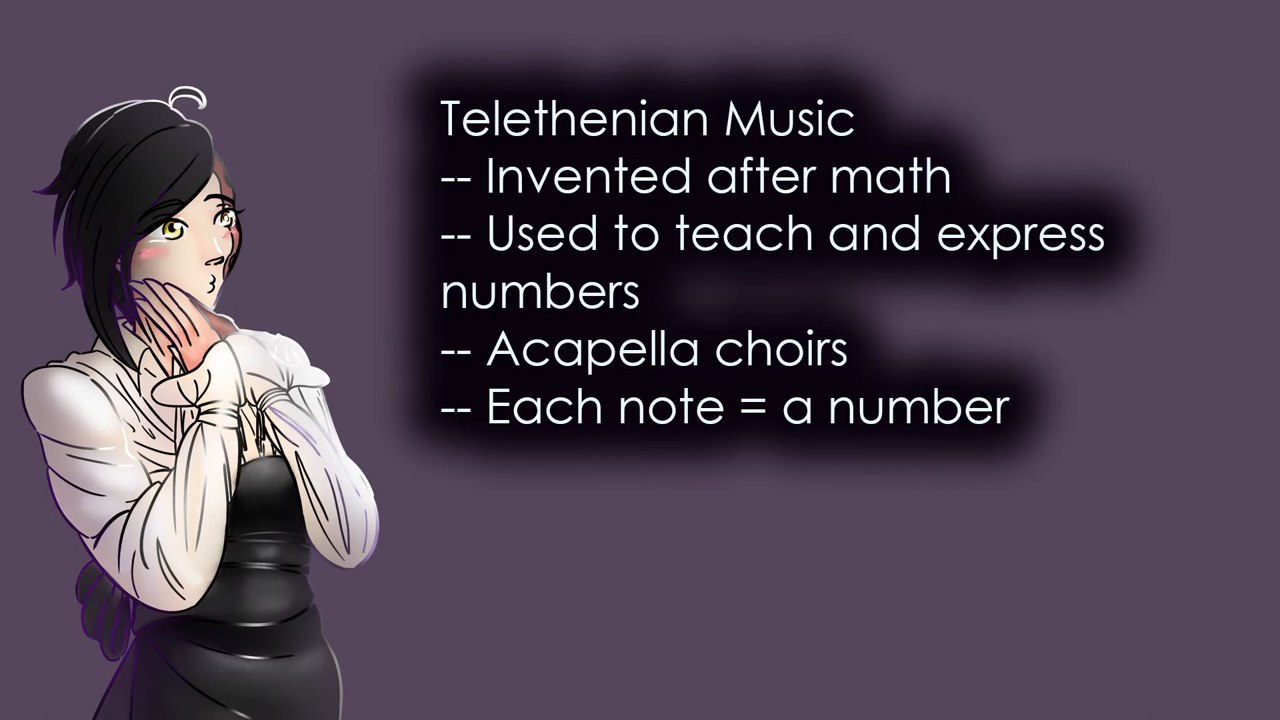 Telethenian Music
-- Invented after math
-- Used to teach and express
numbers
-- Acapella choirs
-- Each note = a number